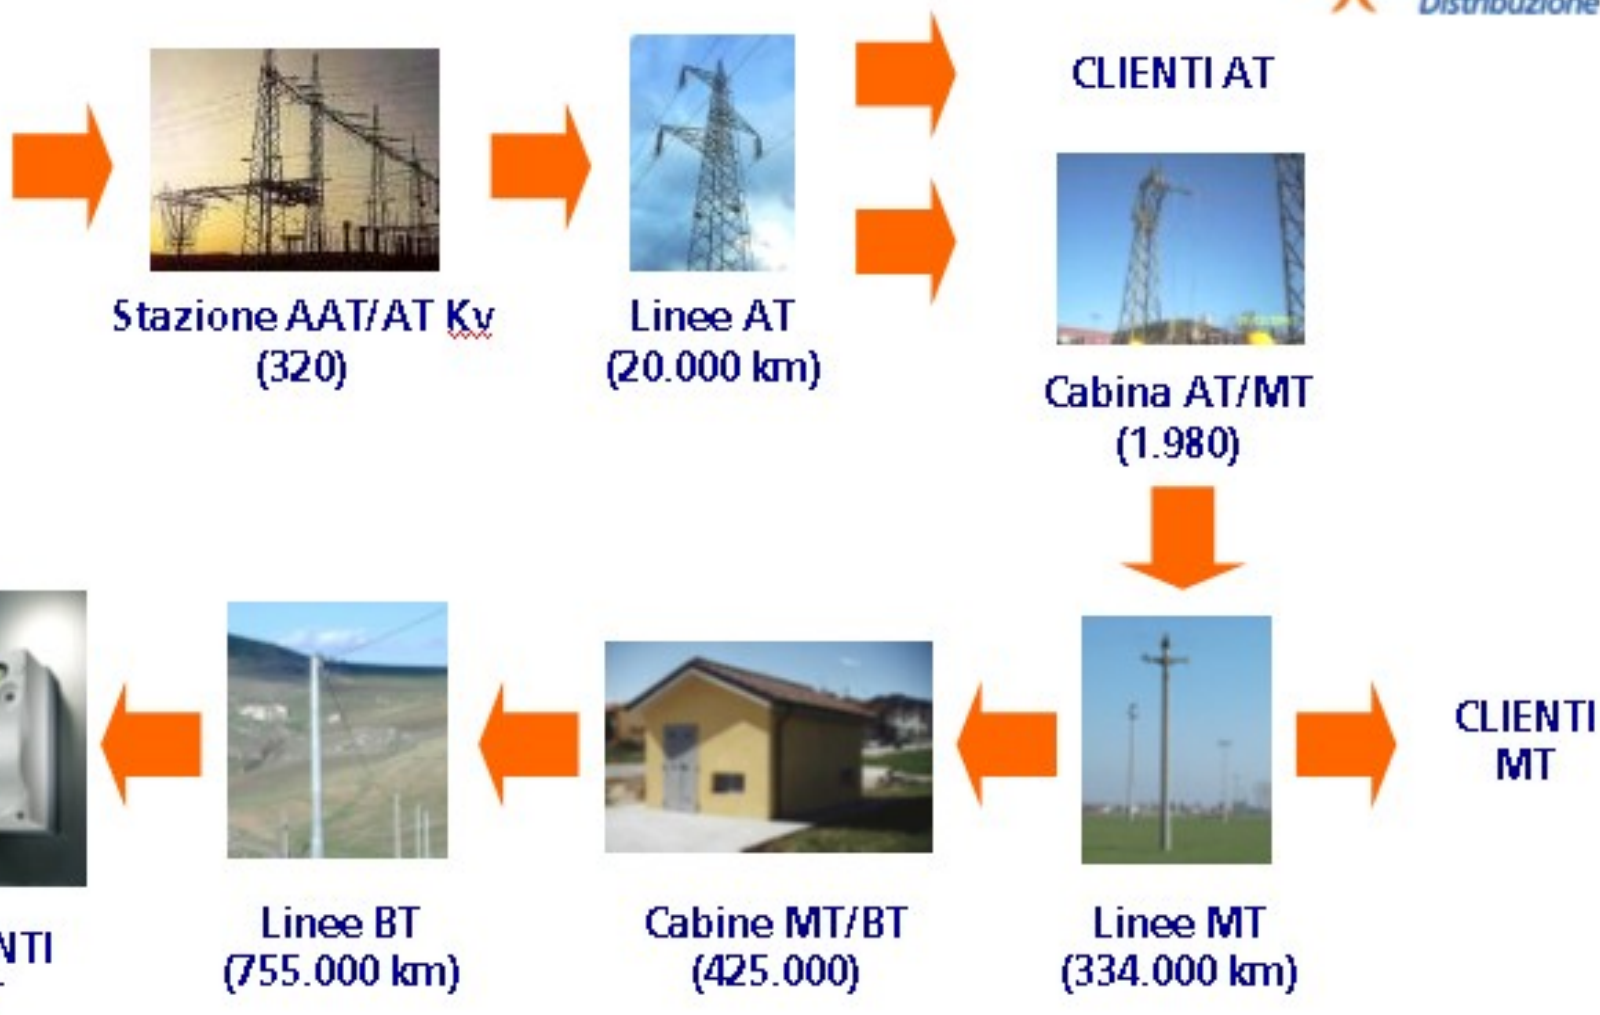 Distribuzione
CLIENTI AT
Stazione AAT/AT Kv
(320)
Linee AT
(20.000 km)
Cabina AT/MT
(1.980)
CLIENTI
MT
Linee BT
(755.000 km)
Cabine MT/BT
(425.000)
Linee MT
(334.000 km)
NTI